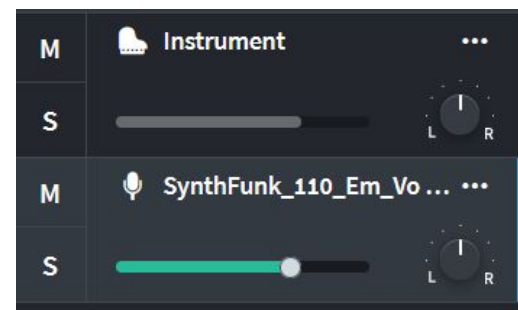 M Instrument •••
S L R
M SynthFunk_110_Em_Vo ... •••
S L R